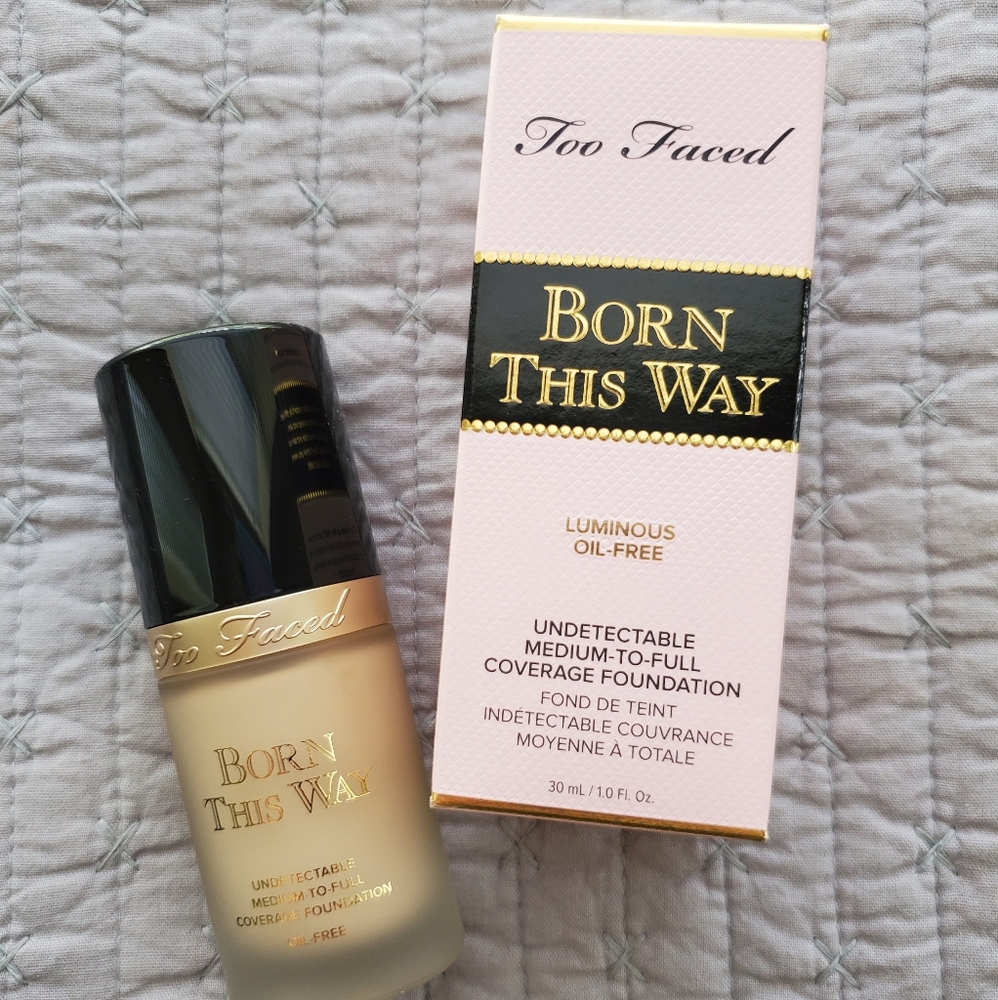 Too Faced
BORN
THIS WAY
LUMINOUS
OIL-FREE
UNDETECTABLE
MEDIUM-TO-FULL
COVERAGE FOUNDATION
FOND DE TEINT
INDÉTECTABLE COUVRANCE
MOYENNE À TOTALE
30 mL / 1.0 Fl. Oz.
Too Faced
BORN
THIS WAY
UNDETECTABLE
MEDIUM-TO-FULL
COVERAGE FOUNDATION
OIL-FREE